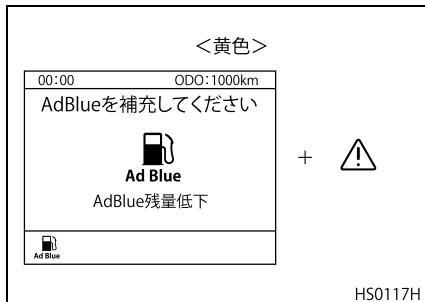 ＜黄色＞
00:00 ODO:1000km
AdBlueを補充してください
Ad Blue
AdBlue残量低下
+
Ad Blue
HS0117H